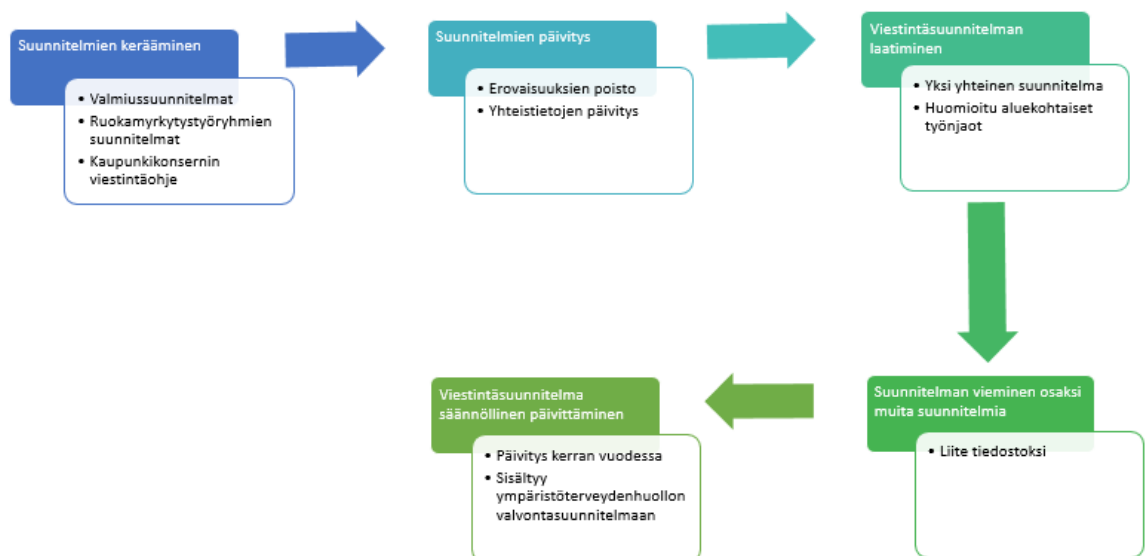 Suunnitelmien kerääminen
• Valmiussuunnitelmat
• Ruokamyrkytystyöryhmien
suunnitelmat
• Kaupunkikonsernin
viestintäohje
Suunnitelmien päivitys
• Erovaisuuksien poisto
• Yhteistietojen päivitys
Viestintäsuunnitelman
laatiminen
• Yksi yhteinen suunnitelma
• Huomioitu aluekohtaiset
työnjaot
Suunnitelman vieminen osaksi
muita suunnitelmia
• Liite tiedostoksi
Viestintäsuunnitelma
säännöllinen päivittäminen
• Päivitys kerran vuodessa
• Sisältyy
ympäristöterveydenhuollon
valvontasuunnitelmaan